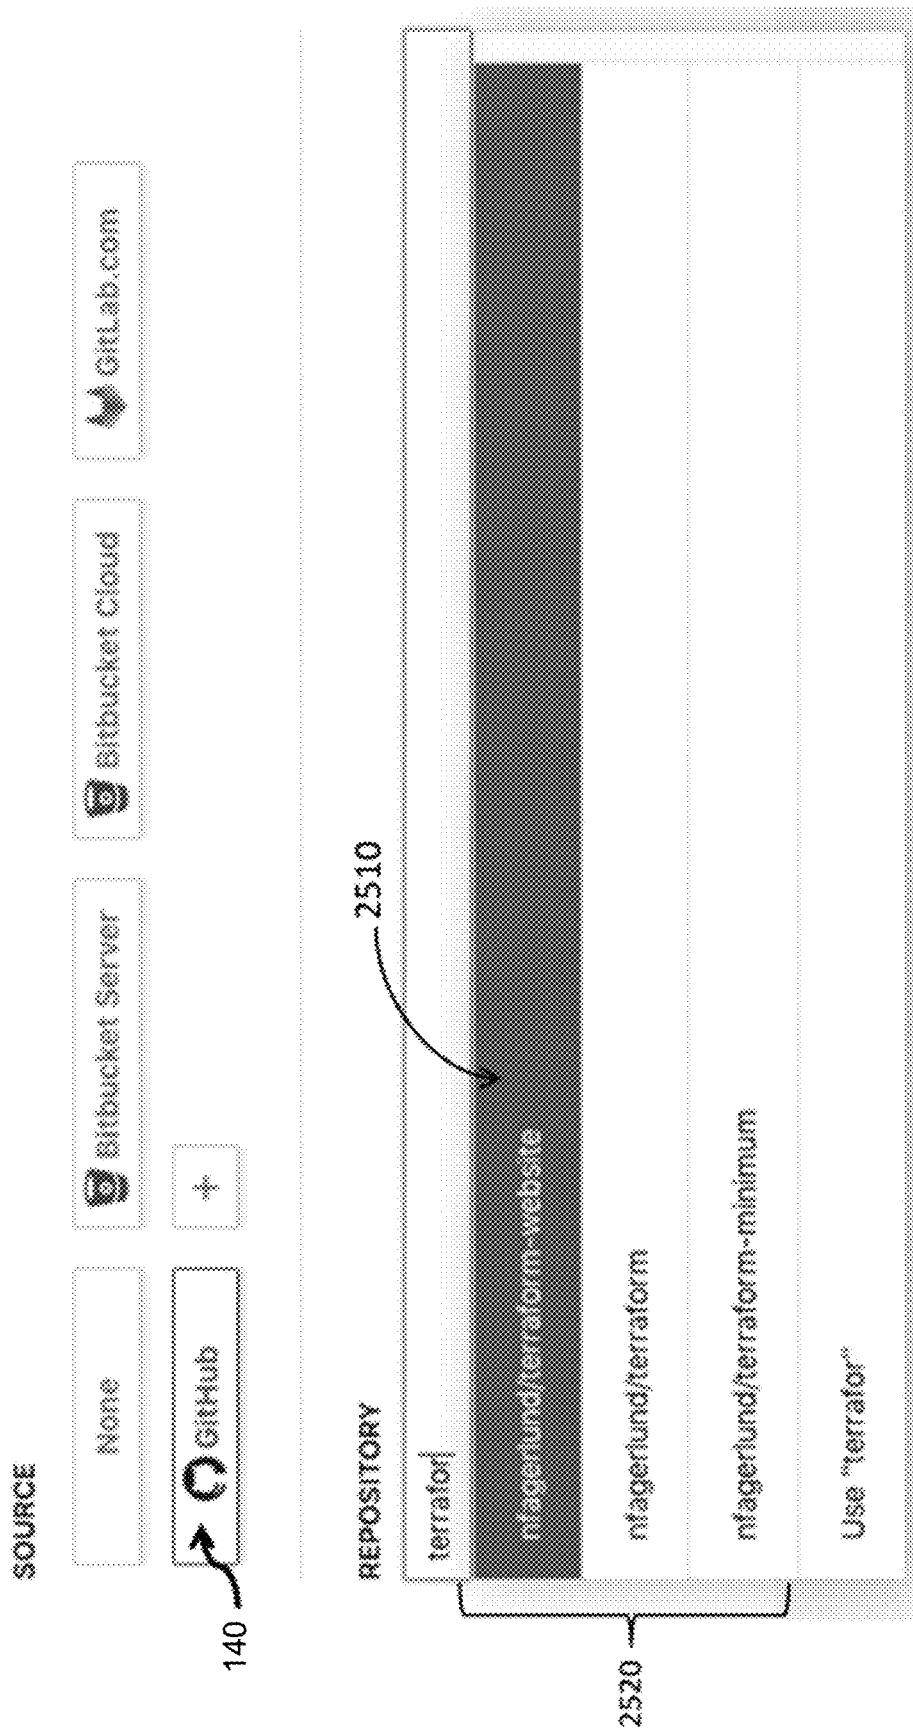 SOURCE
None
Bitbucket Server
Bitbucket Cloud
GitLab.com
140
GitHub
+
REPOSITORY
2510
terrafor
nfagerlund/terraform-website
nfagerlund/terraform
nfagerlund/terraform-minimum
Use "terrafor"
2520